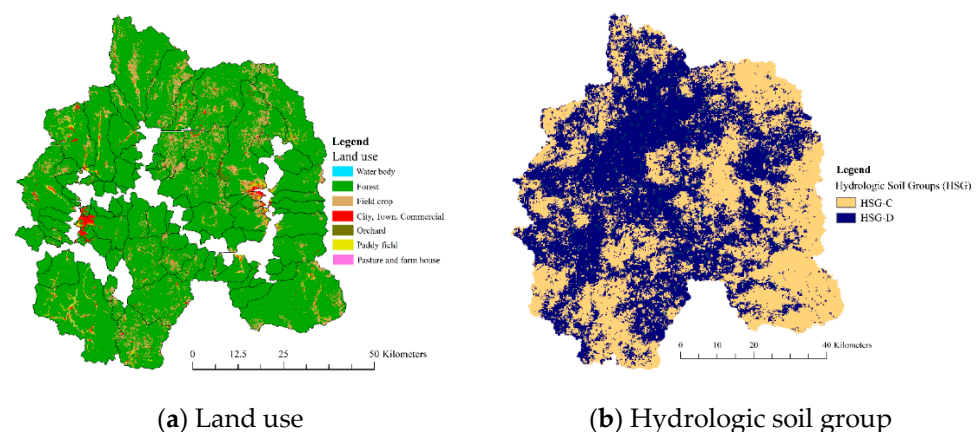 Legend
Land use
Water body
Forest
Field crop
City, Town, Commercial
Orchard
Paddy field
Pasture and farm house
0 12.5 25 50 Kilometers
(a) Land use
Legend
Hydrologic Soil Groups (HSG)
HSG-C
HSG-D
0 20 40 Kilometers
(b) Hydrologic soil group